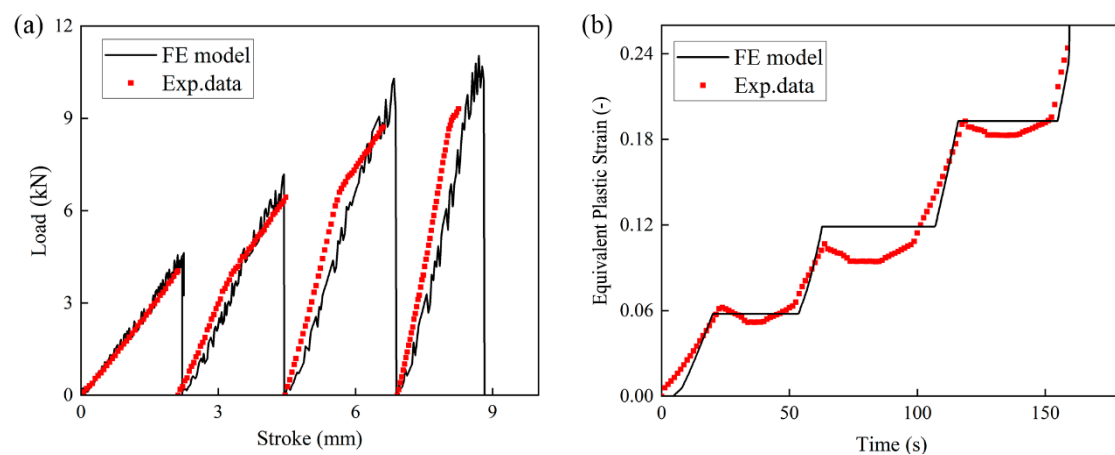 (a)
12
9
6
3
0
Load (kN)
FE model
Exp.data
0 3 6 9
Stroke (mm)
(b)
0.24
0.18
0.12
0.06
0.00
Equivalent Plastic Strain (-)
FE model
Exp.data
0 50 100 150
Time (s)